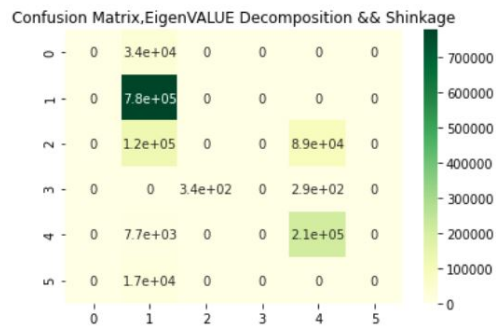 Confusion Matrix,EigenVALUE Decomposition && Shinkage
0 0 3.4e+04 0 0 0 0
1 0 7.8e+05 0 0 0 0
2 0 1.2e+05 0 0 8.9e+04 0
3 0 0 3.4e+02 0 2.9e+02 0
4 0 7.7e+03 0 0 2.1e+05 0
5 0 1.7e+04 0 0 0 0
0 1 2 3 4 5
700000
600000
500000
400000
300000
200000
100000
0